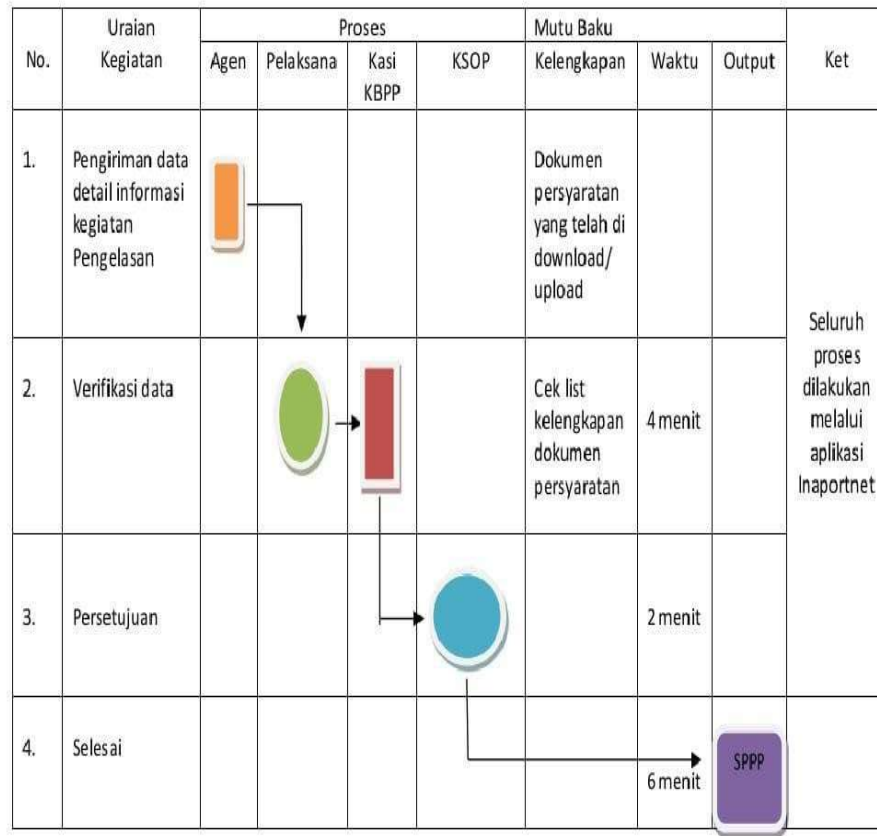 No.
Uraian
Kegiatan
Proses
Mutu Baku
Ket
Agen
Pelaksana
Kasi
KBPP
KSOP
Kelengkapan
Waktu
Output
1.
Pengiriman data
detail informasi
kegiatan
Pengelasan
Dokumen
persyaratan
yang telah di
download/
upload
Seluruh
proses
dilakukan
melalui
aplikasi
Inaportnet
2.
Verifikasi data
Cek list
kelengkapan
dokumen
persyaratan
4 menit
3.
Persetujuan
2 menit
4.
Selesai
6 menit
SPPP